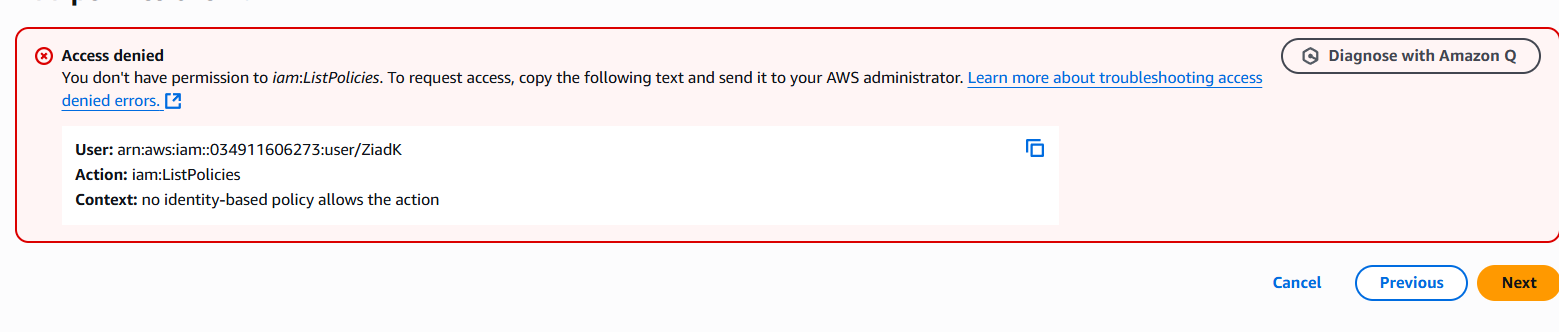 Access denied
Diagnose with Amazon Q
You don't have permission to iam:ListPolicies. To request access, copy the following text and send it to your AWS administrator. Learn more about troubleshooting access
denied errors.
User: arn:aws:iam::034911606273:user/ZiadK
Action: iam:ListPolicies
Context: no identity-based policy allows the action
Cancel
Previous
Next